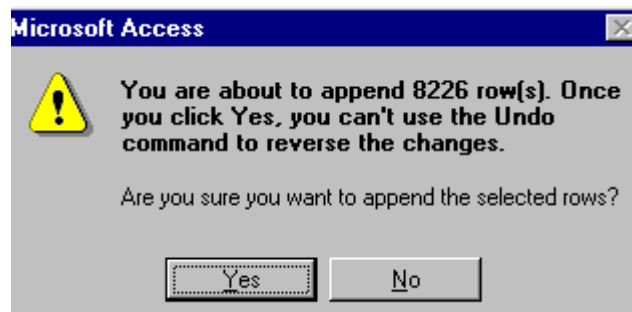 Microsoft Access
You are about to append 8226 row(s). Once
you click Yes, you can't use the Undo
command to reverse the changes.
Are you sure you want to append the selected rows?
Yes
No